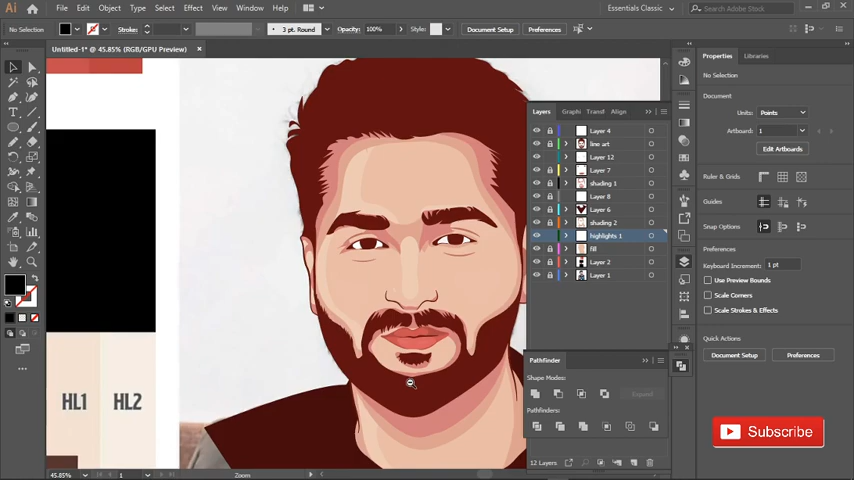 Ai File Edit Object Type Select Effect View Window Help Essentials Classic Search Adobe Stock
No Selection Stroke: 3 pt. Round Opacity: 100% Style: Document Setup Preferences
Untitled-1* @ 45.85% (RGB/GPU Preview) ×
Properties Libraries
No Selection
Document
Units: Points
Artboard: 1
Edit Artboards
Ruler & Grids
Guides
Snap Options
Preferences
Keyboard Increment: 1 pt
Use Preview Bounds
Scale Corners
Scale Strokes & Effects
Quick Actions
Document Setup Preferences
Layers Graphi Transf Align
Layer 4
line art
Layer 12
Layer 7
shading 1
Layer 8
Layer 6
shading 2
highlights 1
fill
Layer 2
Layer 1
Pathfinder
Shape Modes:
Expand
Pathfinders:
12 Layers
HL1 HL2
Subscribe
45.85% 1 Zoom